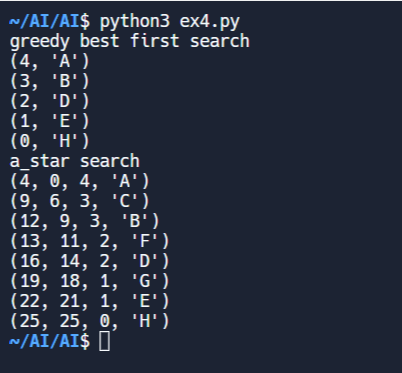 ~/AI/AI$ python3 ex4.py
greedy best first search
(4, 'A')
(3, 'B')
(2, 'D')
(1, 'E')
(0, 'H')
a_star search
(4, 0, 4, 'A')
(9, 6, 3, 'C')
(12, 9, 3, 'B')
(13, 11, 2, 'F')
(16, 14, 2, 'D')
(19, 18, 1, 'G')
(22, 21, 1, 'E')
(25, 25, 0, 'H')
~/AI/AI$